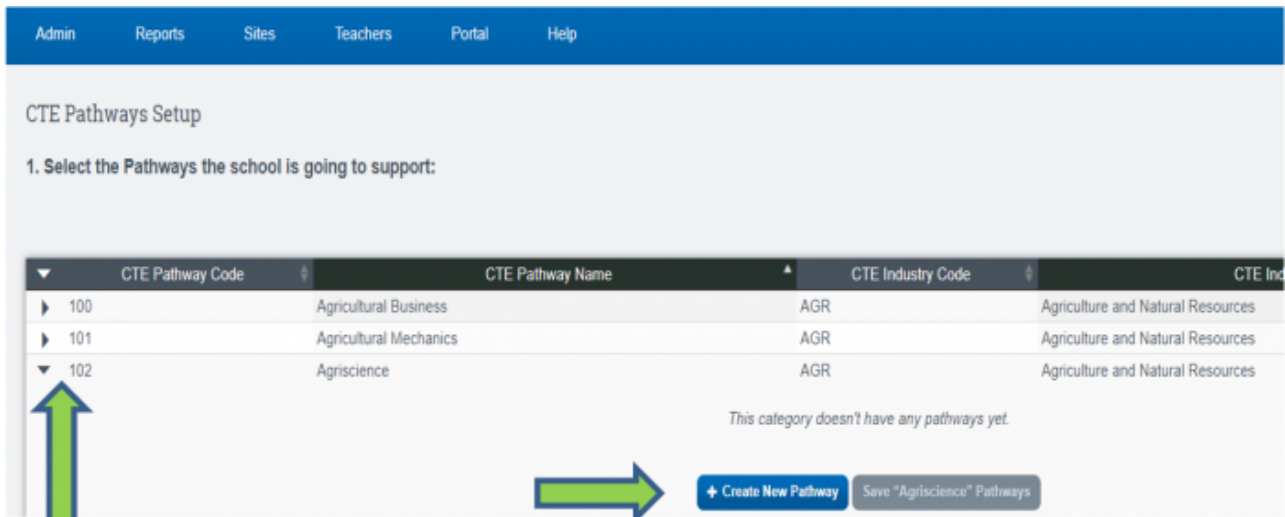 Admin Reports Sites Teachers Portal Help
CTE Pathways Setup
1. Select the Pathways the school is going to support:
CTE Pathway Code CTE Pathway Name CTE Industry Code CTE Ind
100 Agricultural Business AGR Agriculture and Natural Resources
101 Agricultural Mechanics AGR Agriculture and Natural Resources
102 Agriscience AGR Agriculture and Natural Resources
This category doesn't have any pathways yet.
+ Create New Pathway Save "Agriscience" Pathways